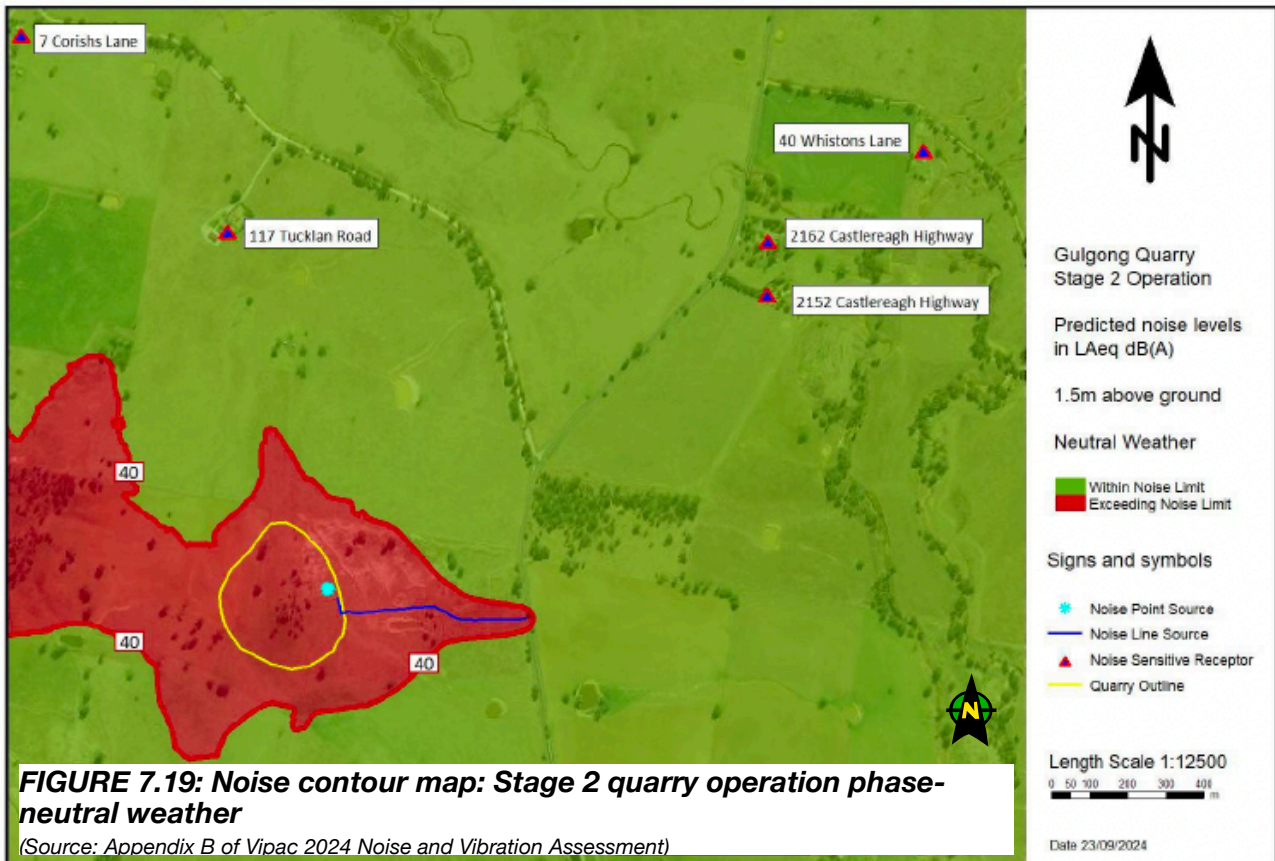 7 Corishs Lane
40 Whistons Lane
117 Tucklan Road
2162 Castlereagh Highway
2152 Castlereagh Highway
40
40
40
N
FIGURE 7.19: Noise contour map: Stage 2 quarry operation phase-
neutral weather
(Source: Appendix B of Vipac 2024 Noise and Vibration Assessment)
N
Gulgong Quarry
Stage 2 Operation
Predicted noise levels
in LAeq dB(A)
1.5m above ground
Neutral Weather
Within Noise Limit
Exceeding Noise Limit
Signs and symbols
Noise Point Source
Noise Line Source
Noise Sensitive Receptor
Quarry Outline
Length Scale 1:12500
0 50 100 200 300 400
m
Date 23/09/2024